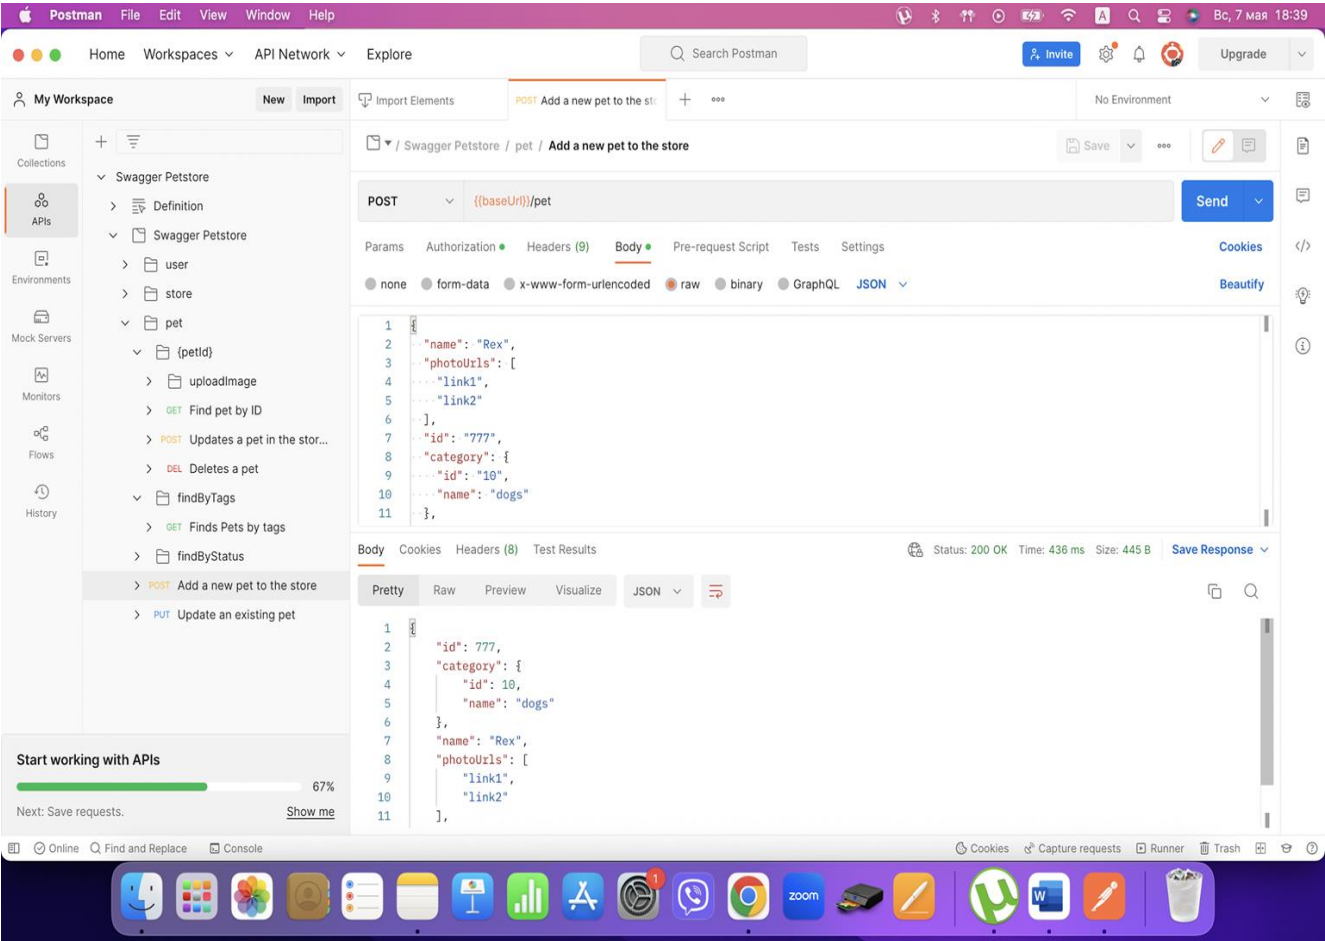 Postman File Edit View Window Help A Вс, 7 мая 18:39
Home Workspaces API Network Explore Search Postman Invite Upgrade
My Workspace New Import Import Elements POST Add a new pet to the sto No Environment
Collections
APIs
Environments
Mock Servers
Monitors
Flows
History
Swagger Petstore
Definition
Swagger Petstore
user
store
pet
{petId}
uploadImage
GET Find pet by ID
POST Updates a pet in the stor...
DEL Deletes a pet
findByTags
GET Finds Pets by tags
findByStatus
POST Add a new pet to the store
PUT Update an existing pet
Start working with APIs
67%
Next: Save requests. Show me
/ Swagger Petstore / pet / Add a new pet to the store Save
POST {{baseUrl}}/pet Send
Params Authorization Headers (9) Body Pre-request Script Tests Settings Cookies
none form-data x-www-form-urlencoded raw binary GraphQL JSON Beautify
1 {
2 "name": "Rex",
3 "photoUrls": [
4 "link1",
5 "link2"
6 ],
7 "id": "777",
8 "category": {
9 "id": "10",
10 "name": "dogs"
11 },
Body Cookies Headers (8) Test Results Status: 200 OK Time: 436 ms Size: 445 B Save Response
Pretty Raw Preview Visualize JSON
1 {
2 "id": 777,
3 "category": {
4 "id": 10,
5 "name": "dogs"
6 },
7 "name": "Rex",
8 "photoUrls": [
9 "link1",
10 "link2"
11 ],
Online Find and Replace Console Cookies Capture requests Runner Trash
1 zoom W